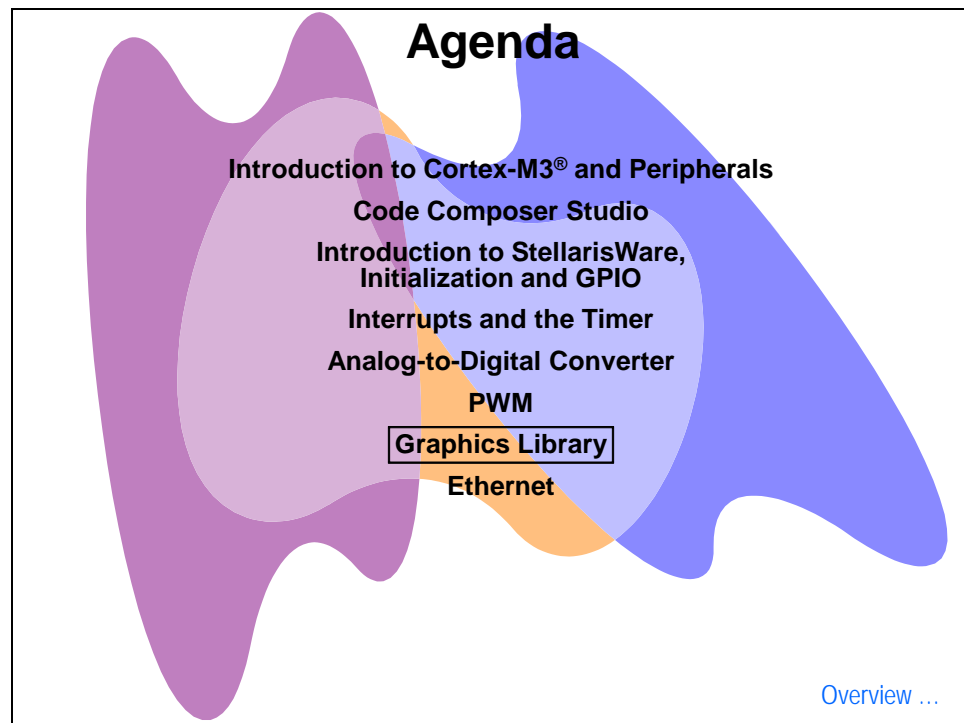 Agenda
Introduction to Cortex-M3® and Peripherals
Code Composer Studio
Introduction to StellarisWare,
Initialization and GPIO
Interrupts and the Timer
Analog-to-Digital Converter
PWM
Graphics Library
Ethernet
Overview …